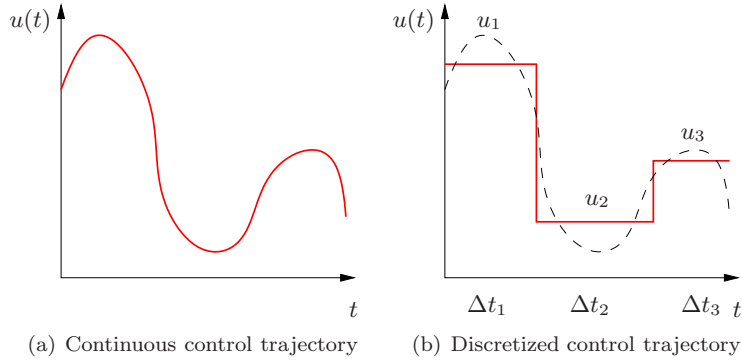 u(t)
t
(a) Continuous control trajectory
u(t)
u₁
u₂
u₃
Δt₁ Δt₂ Δt₃ t
(b) Discretized control trajectory